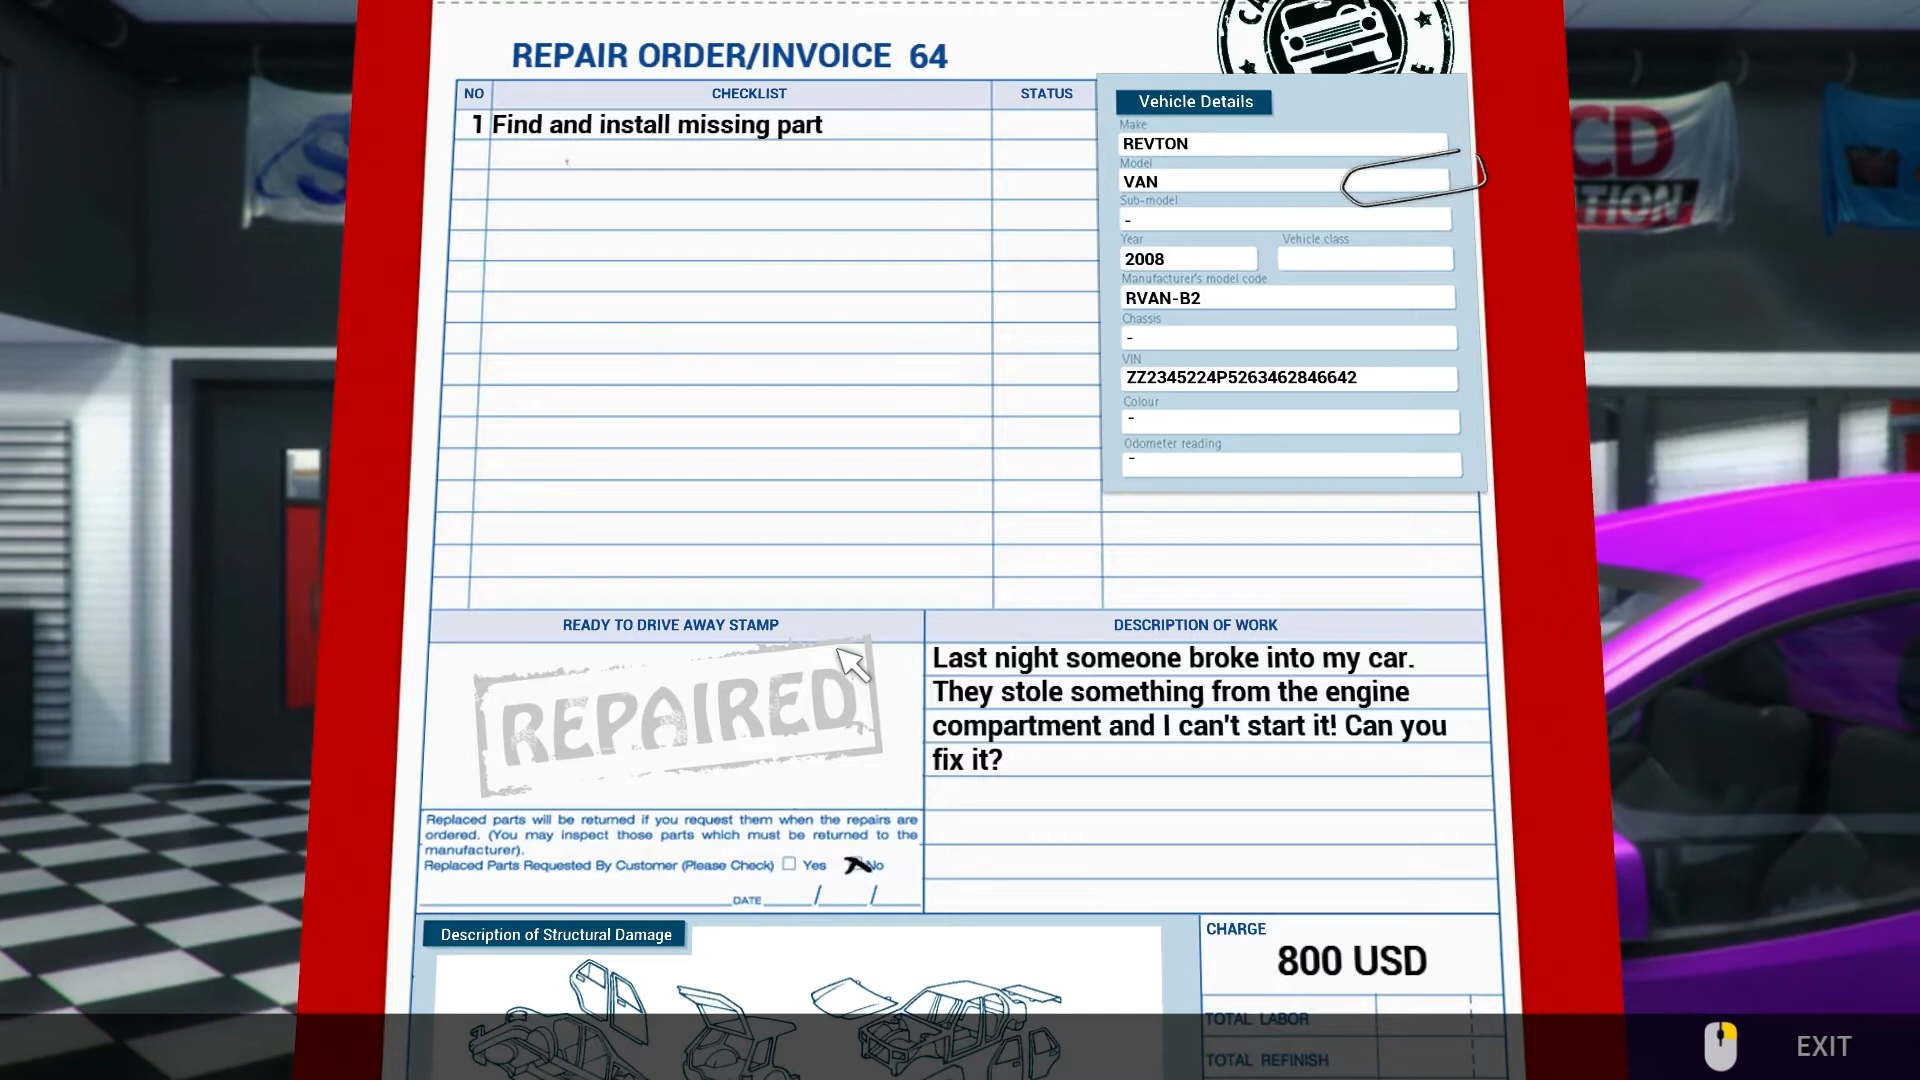 REPAIR ORDER/INVOICE 64
NO CHECKLIST STATUS
1 Find and install missing part
Vehicle Details
Make
REVTON
Model
VAN
Sub-model
-
Year Vehicle class
2008
Manufacturer's model code
RVAN-B2
Chassis
-
VIN
ZZ2345224P5263462846642
Colour
-
Odometer reading
-
CD
TION
READY TO DRIVE AWAY STAMP
REPAIRED
DESCRIPTION OF WORK
Last night someone broke into my car.
They stole something from the engine
compartment and I can't start it! Can you
fix it?
Replaced parts will be returned if you request them when the repairs are
ordered. (You may inspect those parts which must be returned to the
manufacturer).
Replaced Parts Requested By Customer (Please Check) Yes No
DATE / /
Description of Structural Damage
CHARGE
800 USD
TOTAL LABOR
TOTAL REFINISH
EXIT